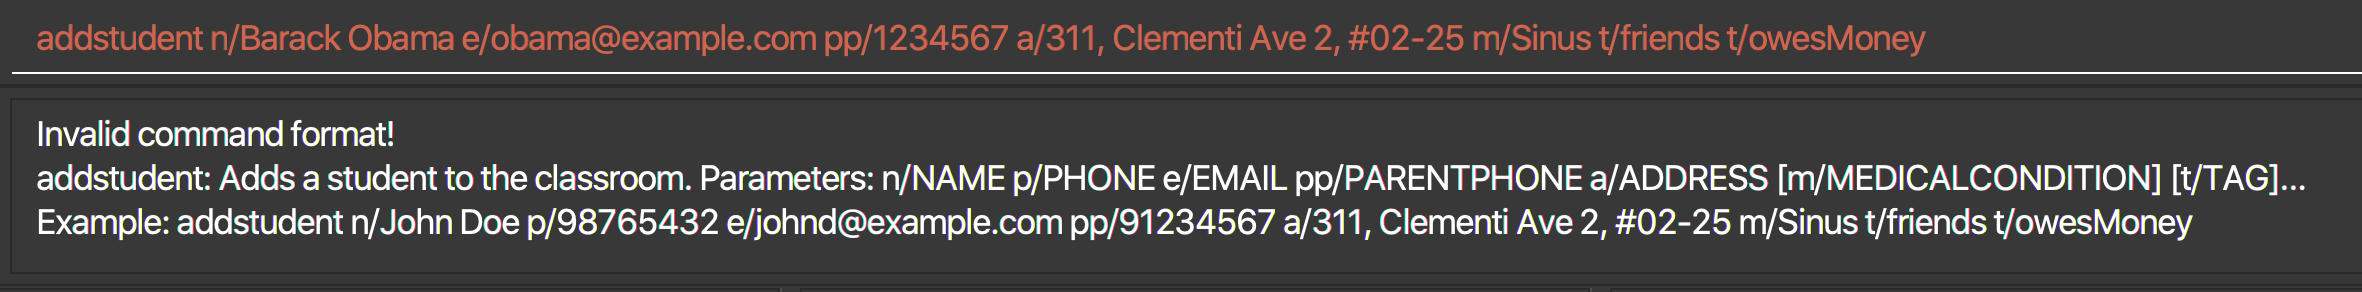 addstudent n/Barack Obama e/obama@example.com pp/1234567 a/311, Clementi Ave 2, #02-25 m/Sinus t/friends t/owesMoney
Invalid command format!
addstudent: Adds a student to the classroom. Parameters: n/NAME p/PHONE e/EMAIL pp/PARENTPHONE a/ADDRESS [m/MEDICALCONDITION] [t/TAG]...
Example: addstudent n/John Doe p/98765432 e/johnd@example.com pp/91234567 a/311, Clementi Ave 2, #02-25 m/Sinus t/friends t/owesMoney